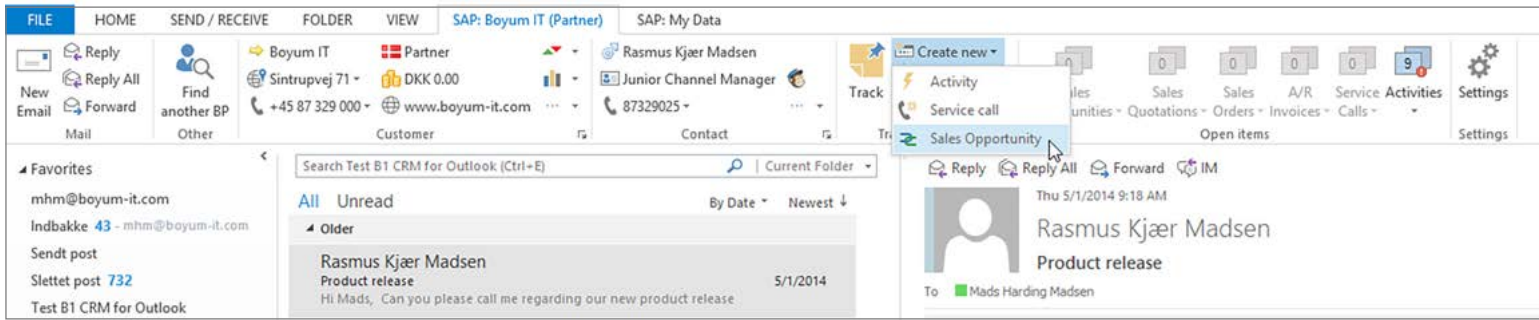 FILE HOME SEND / RECEIVE FOLDER VIEW SAP: Boyum IT (Partner) SAP: My Data
New Email
Reply
Reply All
Forward
Mail
Find another BP
Other
Boyum IT Partner
Sintrupvej 71 DKK 0.00
+45 87 329 000 www.boyum-it.com
Customer
Rasmus Kjær Madsen
Junior Channel Manager
87329025
Contact
Track
Create new
Activity
Service call
Sales Opportunity
0 0 0 0 9
Sales Quotations
Sales Orders
A/R Invoices
Service Calls
Activities
Open items
Settings
Settings
Favorites
mhm@boyum-it.com
Indbakke 43 - mhm@boyum-it.com
Sendt post
Slettet post 732
Test B1 CRM for Outlook
Search Test B1 CRM for Outlook (Ctrl+E) Current Folder
All Unread By Date Newest
Older
Rasmus Kjær Madsen
Product release 5/1/2014
Hi Mads, Can you please call me regarding our new product release
Reply Reply All Forward IM
Thu 5/1/2014 9:18 AM
Rasmus Kjær Madsen
Product release
To Mads Harding Madsen